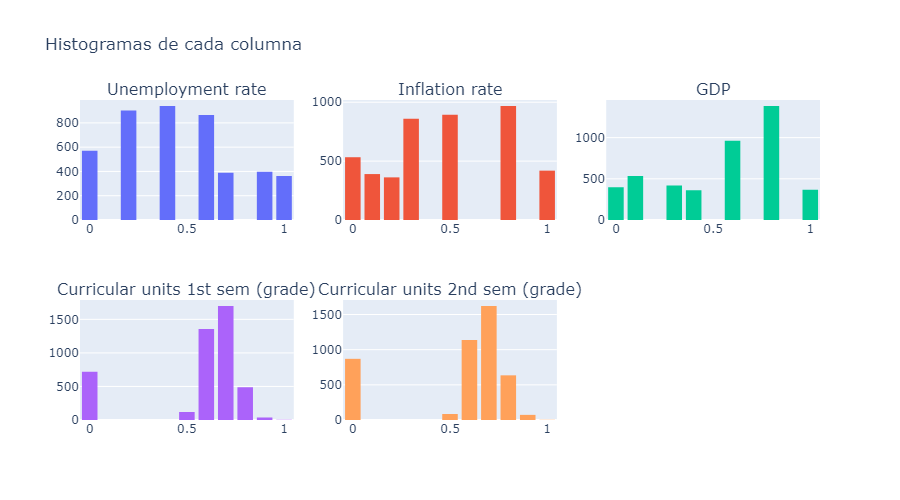 Histogramas de cada columna
Unemployment rate
800
600
400
200
0
0 0.5 1
Inflation rate
1000
500
0
0 0.5 1
GDP
1000
500
0
0 0.5 1
Curricular units 1st sem (grade)
1500
1000
500
0
0 0.5 1
Curricular units 2nd sem (grade)
1500
1000
500
0
0 0.5 1